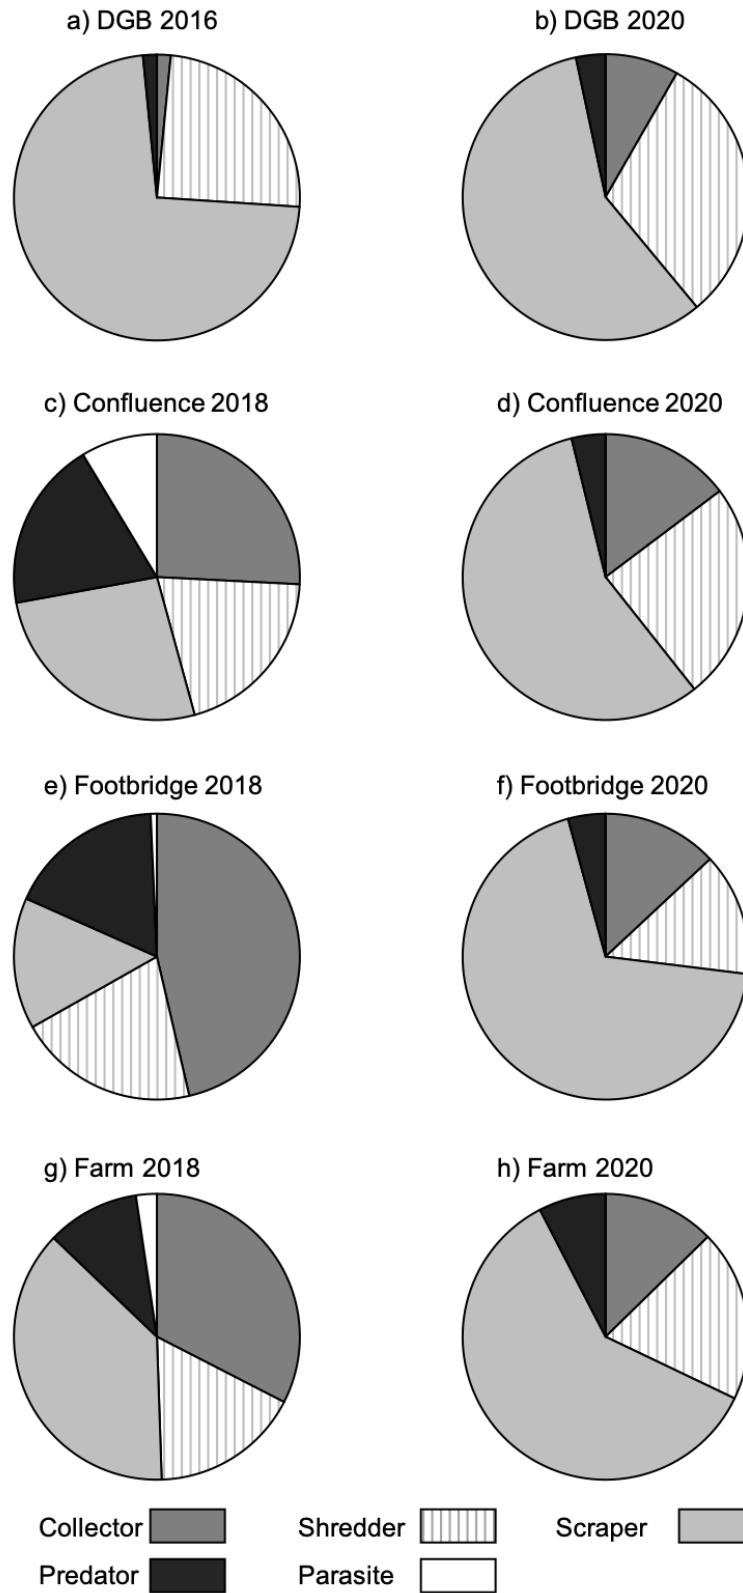 a) DGB 2016
b) DGB 2020
c) Confluence 2018
d) Confluence 2020
e) Footbridge 2018
f) Footbridge 2020
g) Farm 2018
h) Farm 2020
Collector Shredder Scraper
Predator Parasite